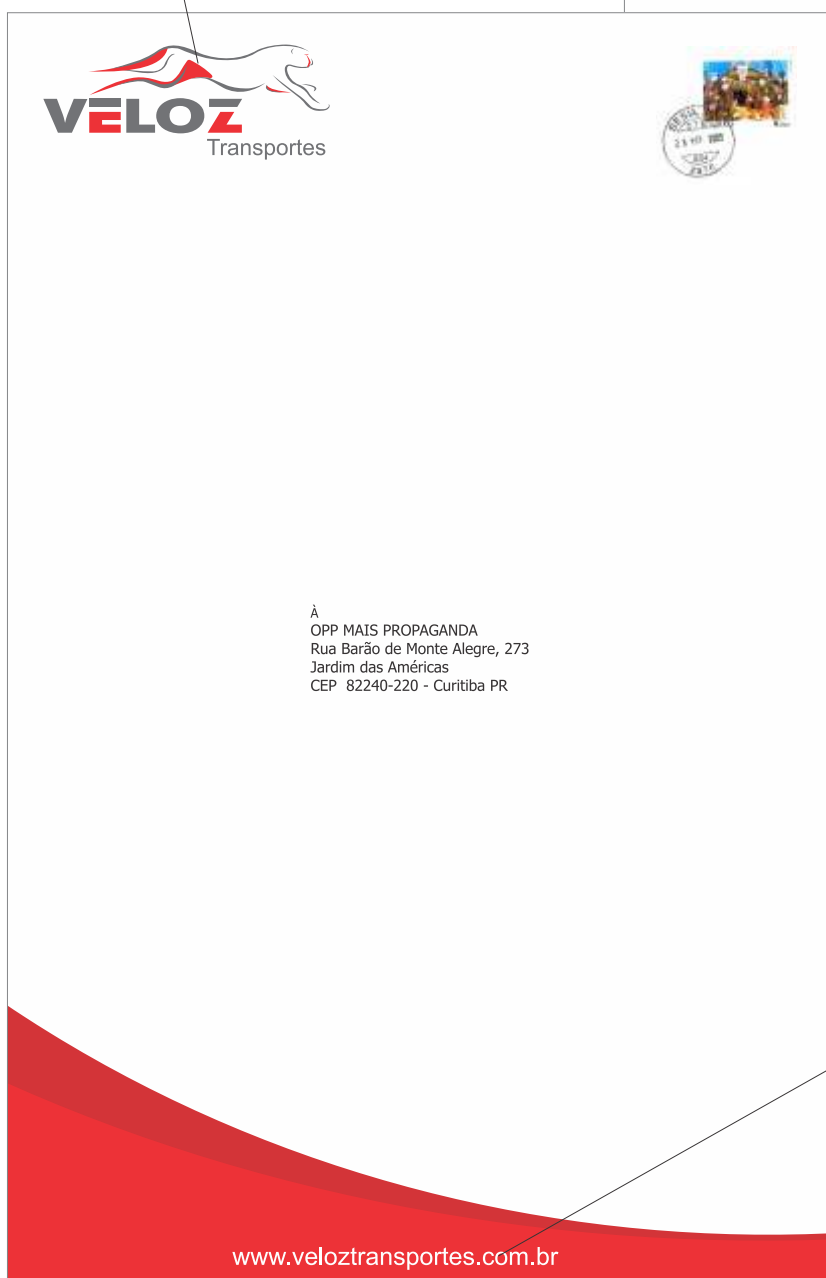 VELOZ
Transportes
À
OPP MAIS PROPAGANDA
Rua Barão de Monte Alegre, 273
Jardim das Américas
CEP  82240-220 - Curitiba PR
www.veloztransportes.com.br